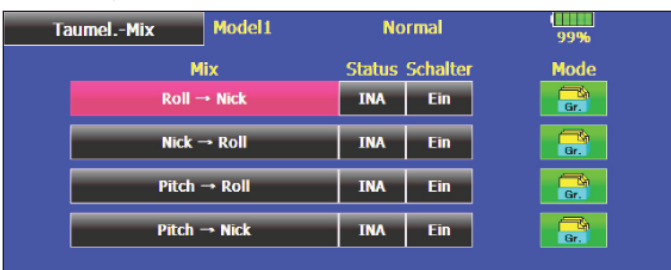 Taumel.-Mix Model1 Normal 99%
Mix Status Schalter Mode
Roll → Nick INA Ein Gr.
Nick → Roll INA Ein Gr.
Pitch → Roll INA Ein Gr.
Pitch → Nick INA Ein Gr.